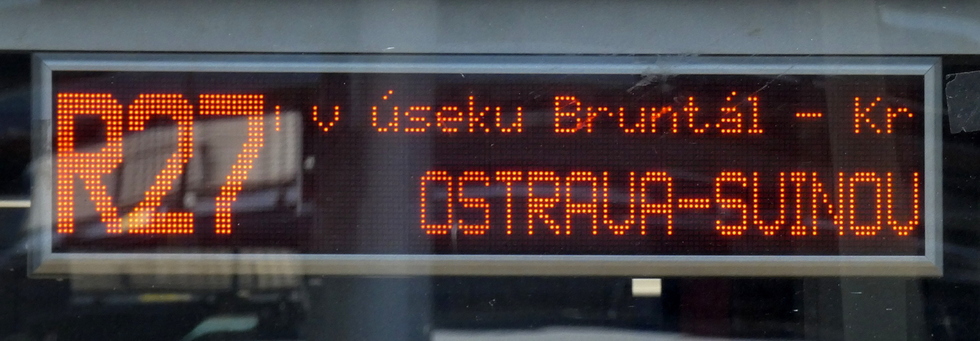 R27
v úseku Bruntál - Kr
OSTRAVA-SVINOV